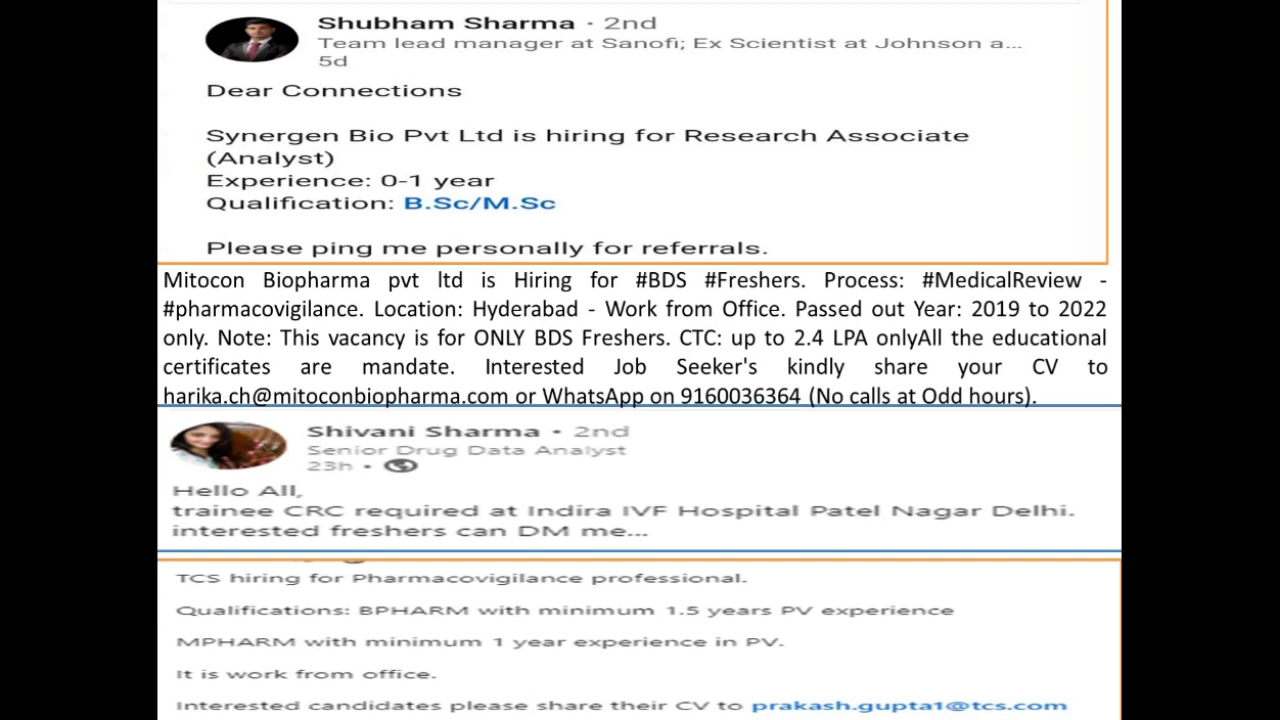 Shubham Sharma · 2nd
Team lead manager at Sanofi; Ex Scientist at Johnson a...
5d
Dear Connections
Synergen Bio Pvt Ltd is hiring for Research Associate
(Analyst)
Experience: 0-1 year
Qualification: B.Sc/M.Sc
Please ping me personally for referrals.
Mitocon Biopharma pvt ltd is Hiring for #BDS #Freshers. Process: #MedicalReview -
#pharmacovigilance. Location: Hyderabad - Work from Office. Passed out Year: 2019 to 2022
only. Note: This vacancy is for ONLY BDS Freshers. CTC: up to 2.4 LPA onlyAll the educational
certificates are mandate. Interested Job Seeker's kindly share your CV to
harika.ch@mitoconbiopharma.com or WhatsApp on 9160036364 (No calls at Odd hours).
Shivani Sharma • 2nd
Senior Drug Data Analyst
23h •
Hello All,
trainee CRC required at Indira IVF Hospital Patel Nagar Delhi.
interested freshers can DM me...
TCS hiring for Pharmacovigilance professional.
Qualifications: BPHARM with minimum 1.5 years PV experience
MPHARM with minimum 1 year experience in PV.
It is work from office.
Interested candidates please share their CV to prakash.gupta1@tcs.com